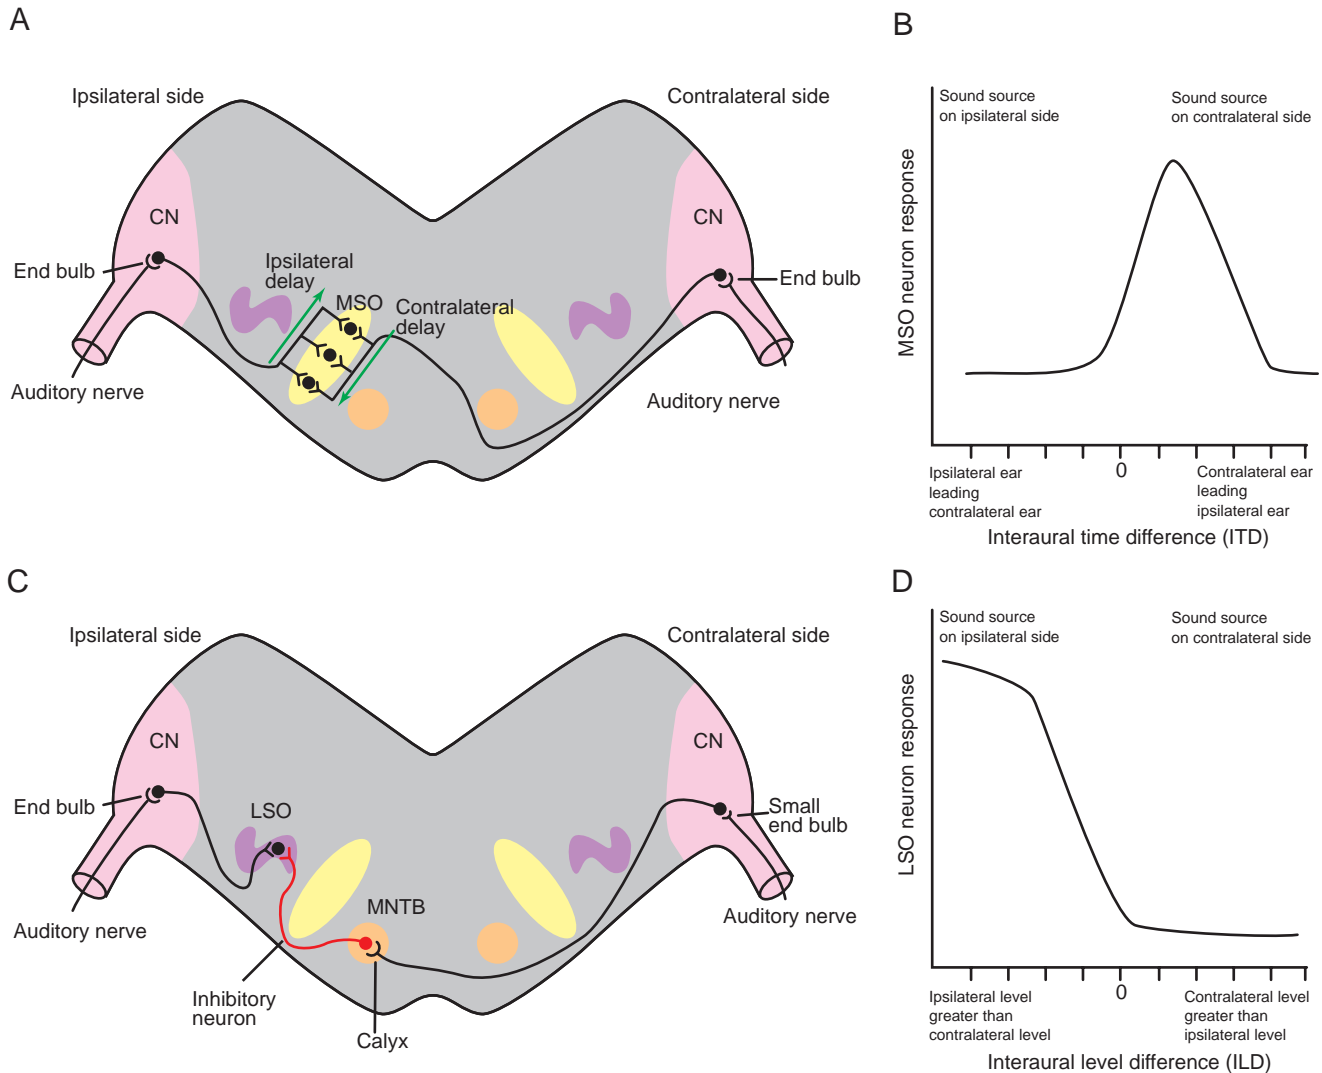 A
Ipsilateral side
Contralateral side
CN
CN
End bulb
Ipsilateral
delay
MSO
Contralateral
delay
End bulb
Auditory nerve
Auditory nerve
B
Sound source
on ipsilateral side
Sound source
on contralateral side
MSO neuron response
0
Ipsilateral ear
leading
contralateral ear
Contralateral ear
leading
ipsilateral ear
Interaural time difference (ITD)
C
Ipsilateral side
Contralateral side
CN
CN
End bulb
LSO
Small
end bulb
MNTB
Auditory nerve
Auditory nerve
Inhibitory
neuron
Calyx
D
Sound source
on ipsilateral side
Sound source
on contralateral side
LSO neuron response
0
Ipsilateral level
greater than
contralateral level
Contralateral level
greater than
ipsilateral level
Interaural level difference (ILD)